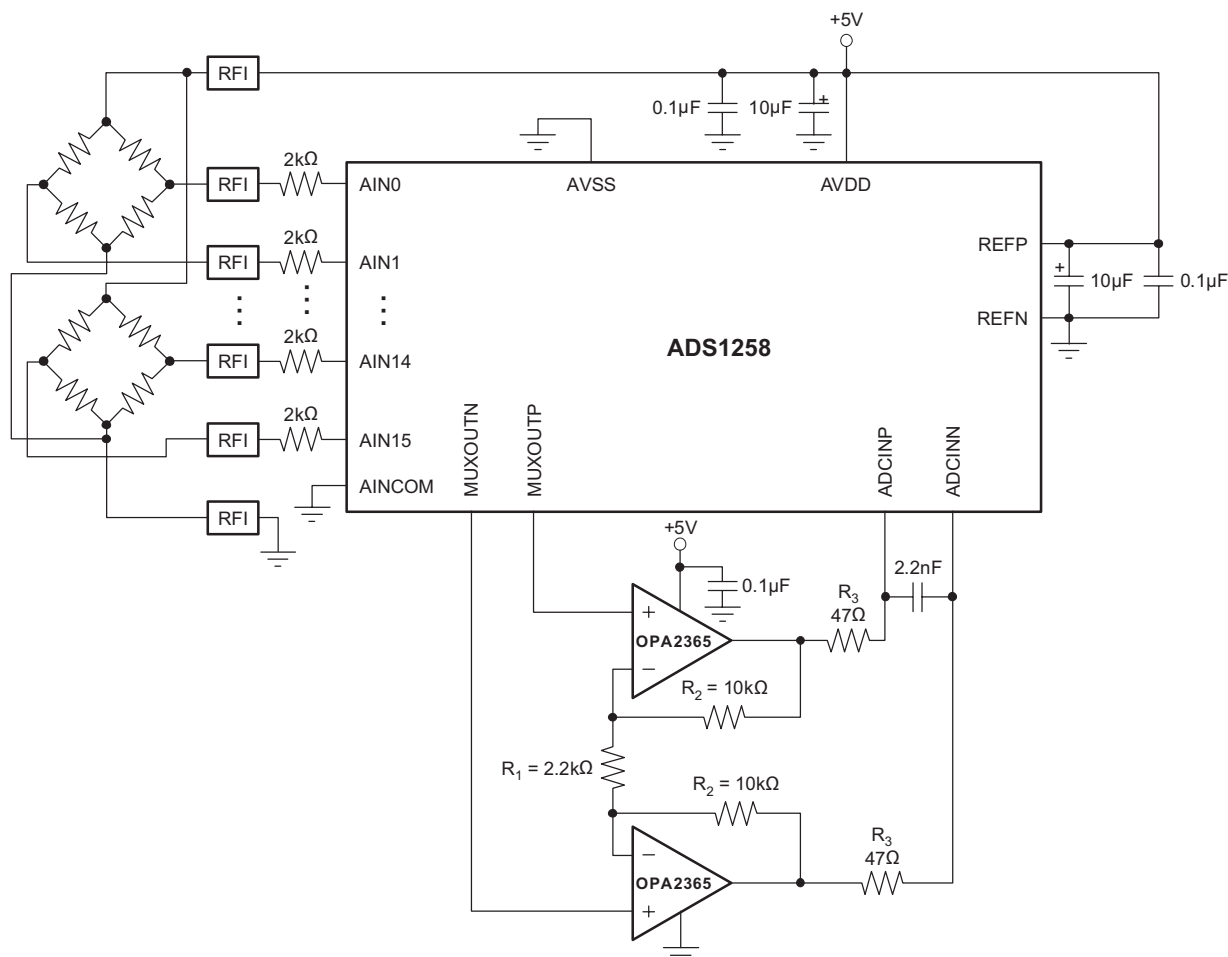 +5V
RFI
0.1µF
10µF
+
2kΩ
RFI
AIN0
AVSS
AVDD
2kΩ
RFI
AIN1
REFP
+
10µF
0.1µF
REFN
2kΩ
RFI
AIN14
ADS1258
2kΩ
RFI
AIN15
MUXOUTN
MUXOUTP
ADCINP
ADCINN
AINCOM
RFI
+5V
0.1µF
2.2nF
+
OPA2365
−
R3
47Ω
R2 = 10kΩ
R1 = 2.2kΩ
R2 = 10kΩ
−
OPA2365
+
R3
47Ω